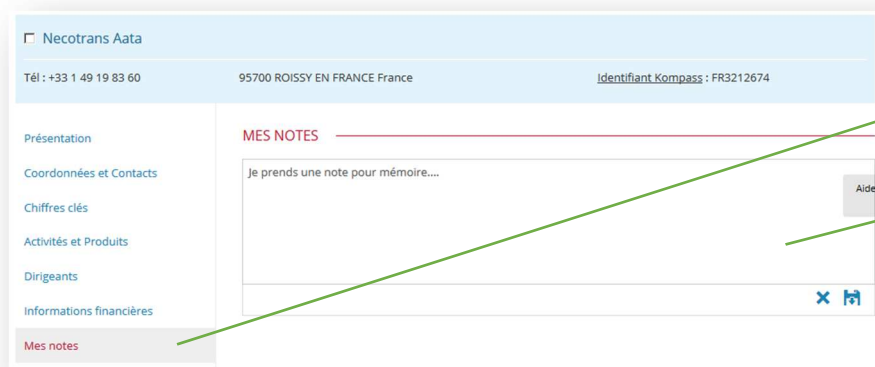 Necotrans Aata
Tél : +33 1 49 19 83 60 95700 ROISSY EN FRANCE France Identifiant Kompass : FR3212674
Présentation
Coordonnées et Contacts
Chiffres clés
Activités et Produits
Dirigeants
Informations financières
Mes notes
MES NOTES
Je prends une note pour mémoire....
Aide